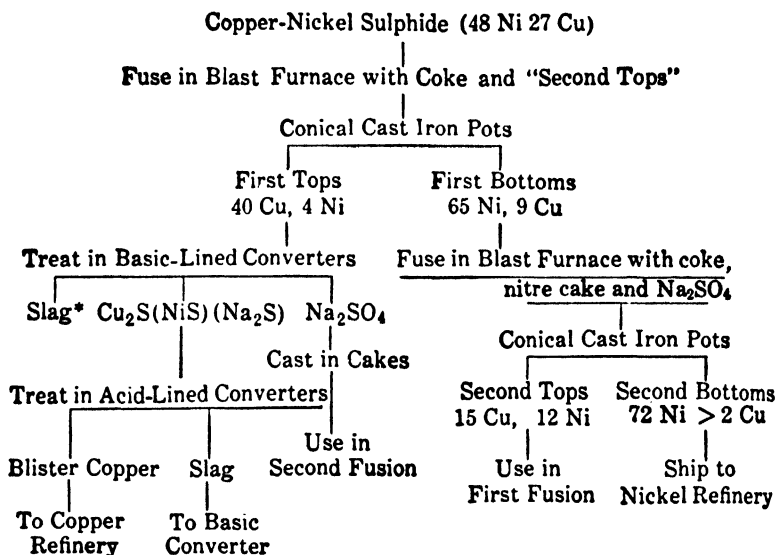 Copper-Nickel Sulphide (48 Ni 27 Cu)
Fuse in Blast Furnace with Coke and "Second Tops"
Conical Cast Iron Pots
First Tops
40 Cu, 4 Ni
First Bottoms
65 Ni, 9 Cu
Treat in Basic-Lined Converters
Fuse in Blast Furnace with coke,
nitre cake and Na₂SO₄
Slag* Cu₂S(NiS)(Na₂S) Na₂SO₄
Conical Cast Iron Pots
Cast in Cakes
Treat in Acid-Lined Converters
Second Tops
15 Cu, 12 Ni
Second Bottoms
72 Ni > 2 Cu
Blister Copper
Slag
Use in
Second Fusion
Use in
First Fusion
Ship to
Nickel Refinery
To Copper
Refinery
To Basic
Converter